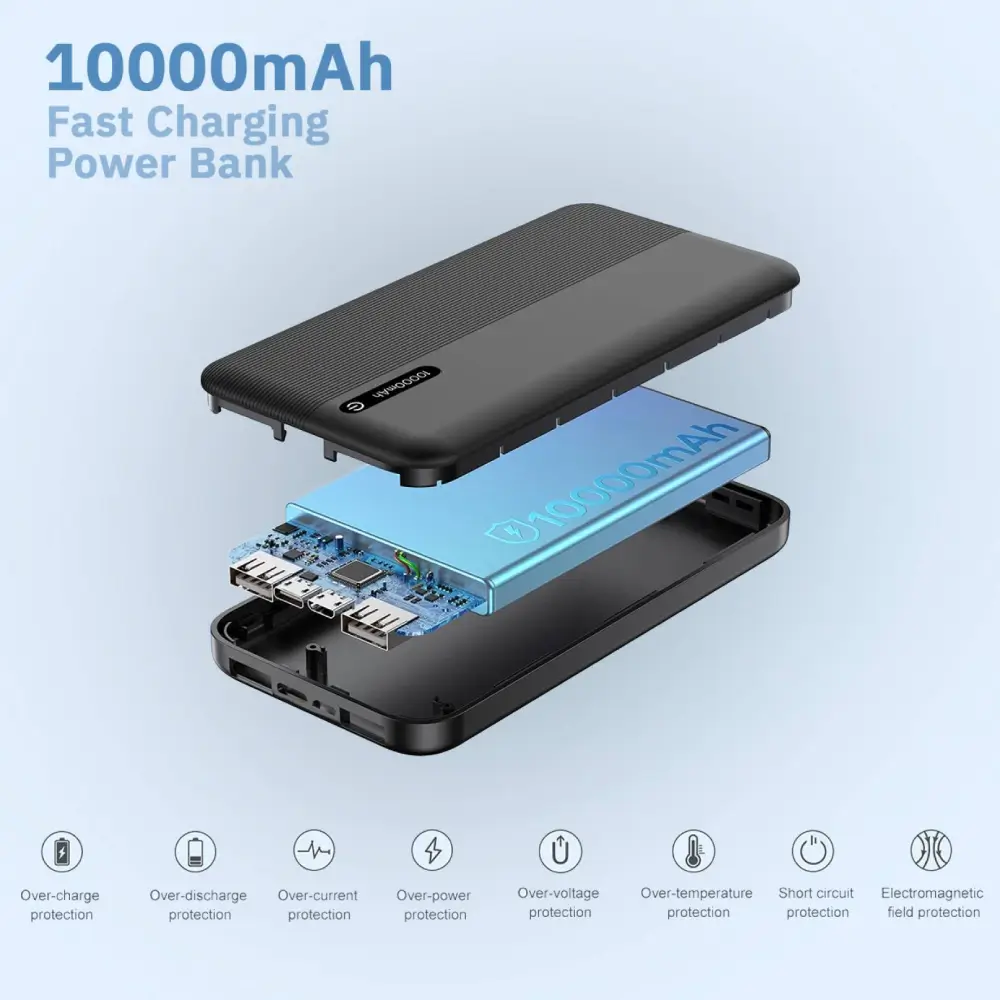 10000mAh
Fast Charging
Power Bank
10000mAh
10000mAh
Over-charge
protection
Over-discharge
protection
Over-current
protection
Over-power
protection
Over-voltage
protection
Over-temperature
protection
Short circuit
protection
Electromagnetic
field protection